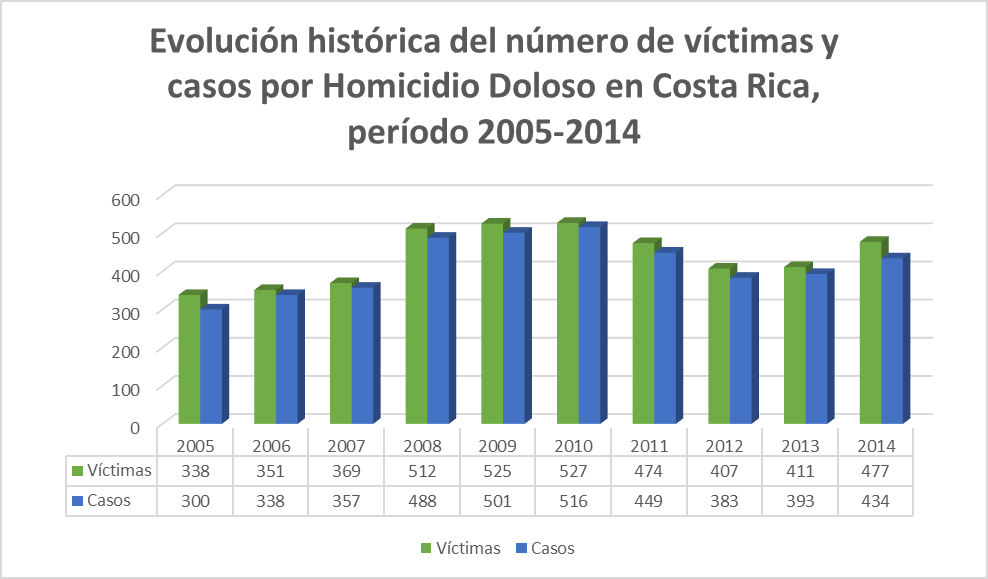 Evolución histórica del número de víctimas y
casos por Homicidio Doloso en Costa Rica,
período 2005-2014
600
500
400
300
200
100
0
2005 2006 2007 2008 2009 2010 2011 2012 2013 2014
Víctimas 338 351 369 512 525 527 474 407 411 477
Casos 300 338 357 488 501 516 449 383 393 434
Víctimas Casos